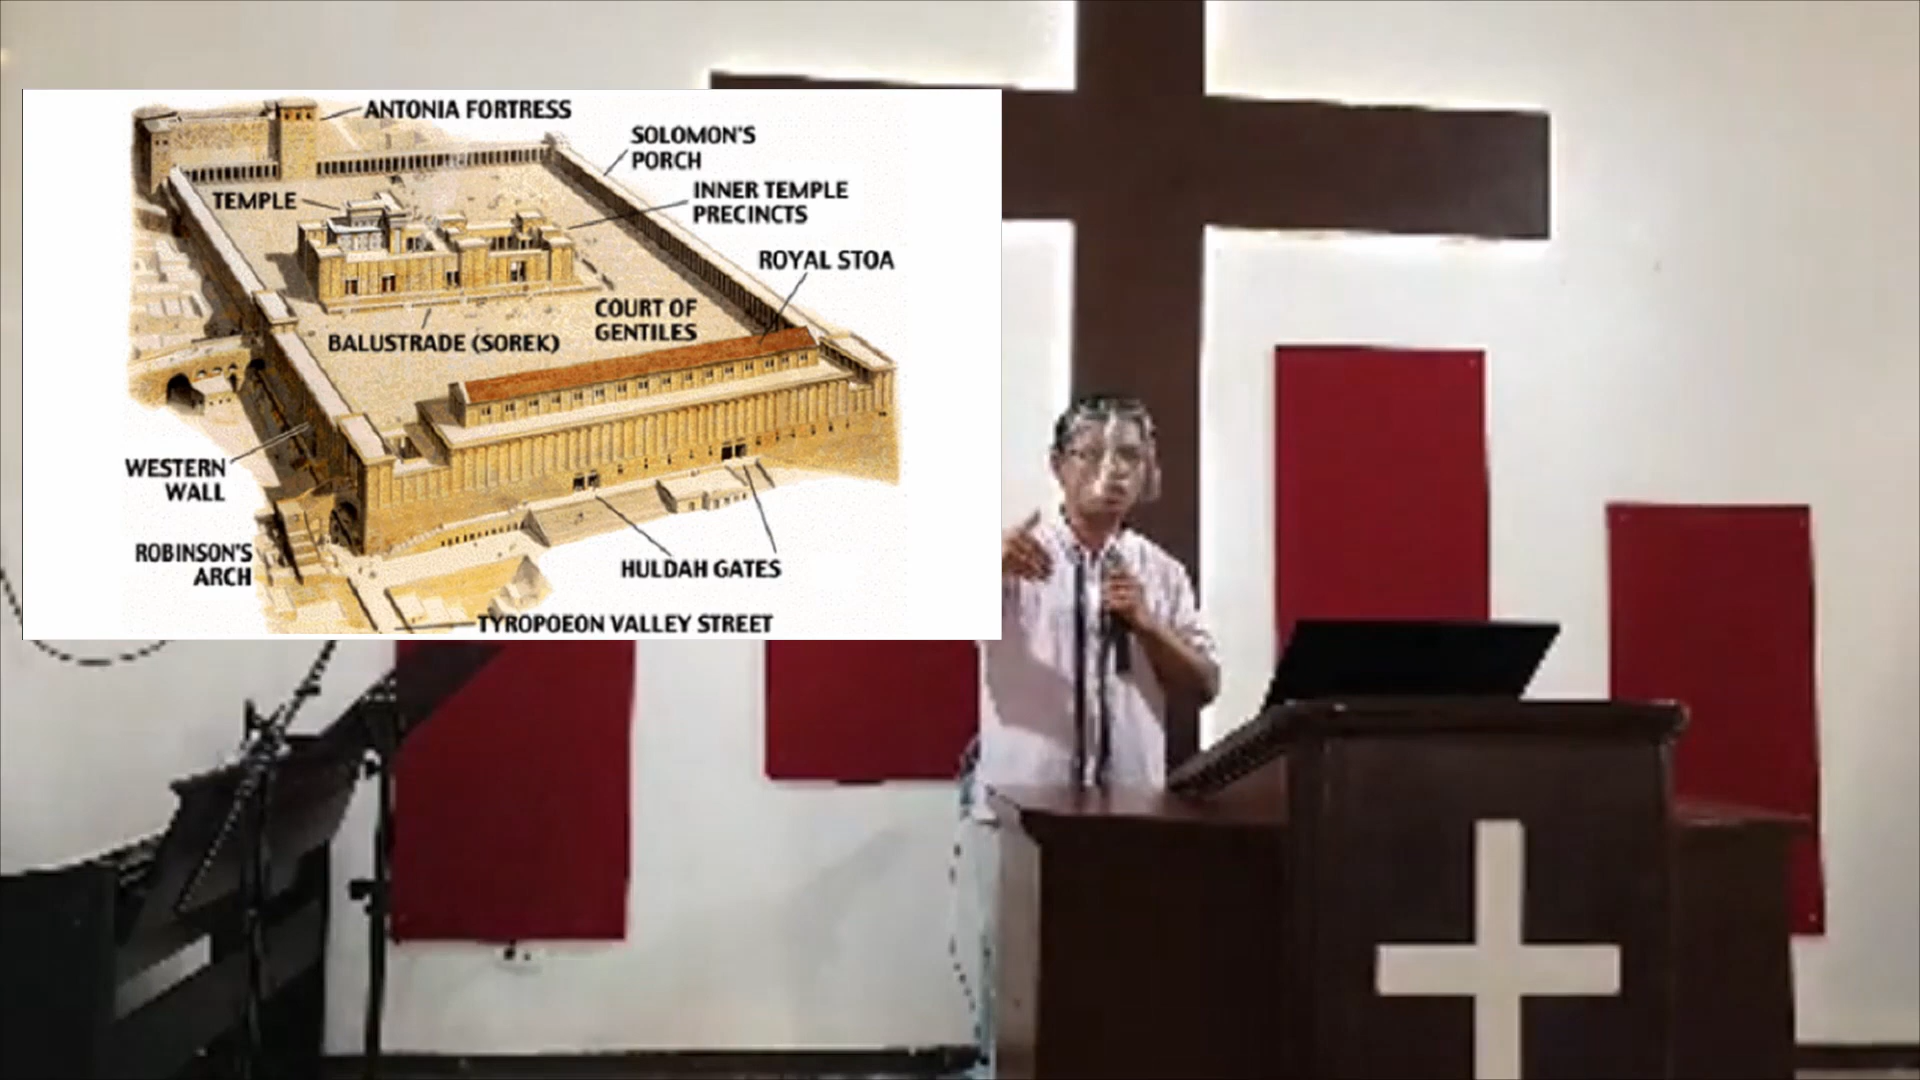 ANTONIA FORTRESS
SOLOMON'S
PORCH
INNER TEMPLE
PRECINCTS
TEMPLE
ROYAL STOA
COURT OF
GENTILES
BALUSTRADE (SOREK)
WESTERN
WALL
ROBINSON'S
ARCH
HULDAH GATES
TYROPOEON VALLEY STREET